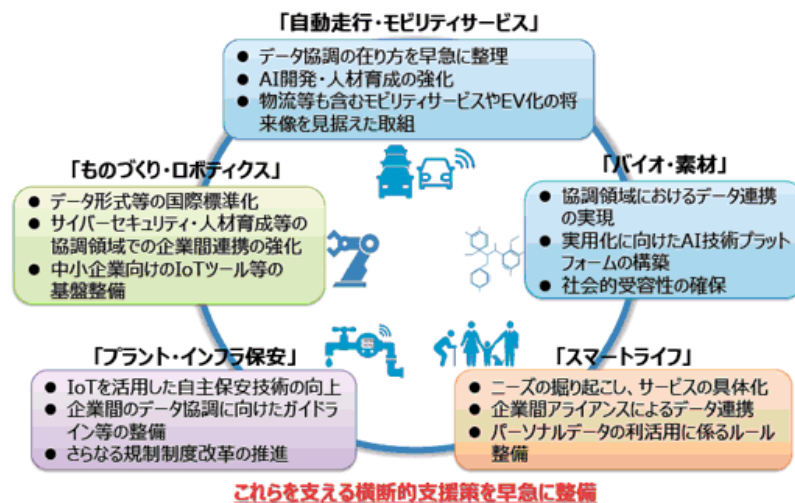 「自動走行・モビリティサービス」
● データ協調の在り方を早急に整理
● AI開発・人材育成の強化
● 物流等も含むモビリティサービスやEV化の将
来像を見据えた取組
「ものづくり・ロボティクス」
● データ形式等の国際標準化
● サイバーセキュリティ・人材育成等の
協調領域での企業間連携の強化
● 中小企業向けのIoTツール等の
基盤整備
「バイオ・素材」
● 協調領域におけるデータ連携
の実現
● 実用化に向けたAI技術プラット
フォームの構築
● 社会的受容性の確保
「プラント・インフラ保安」
● IoTを活用した自主保安技術の向上
● 企業間のデータ協調に向けたガイドラ
イン等の整備
● さらなる規制制度改革の推進
「スマートライフ」
● ニーズの掘り起こし、サービスの具体化
● 企業間アライアンスによるデータ連携
● パーソナルデータの利活用に係るルール
整備
これらを支える横断的支援策を早急に整備